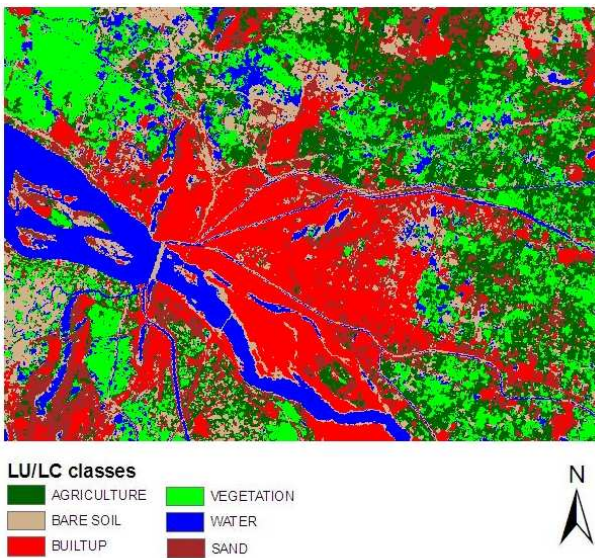 LU/LC classes
AGRICULTURE
BARE SOIL
BUILTUP
VEGETATION
WATER
SAND
N